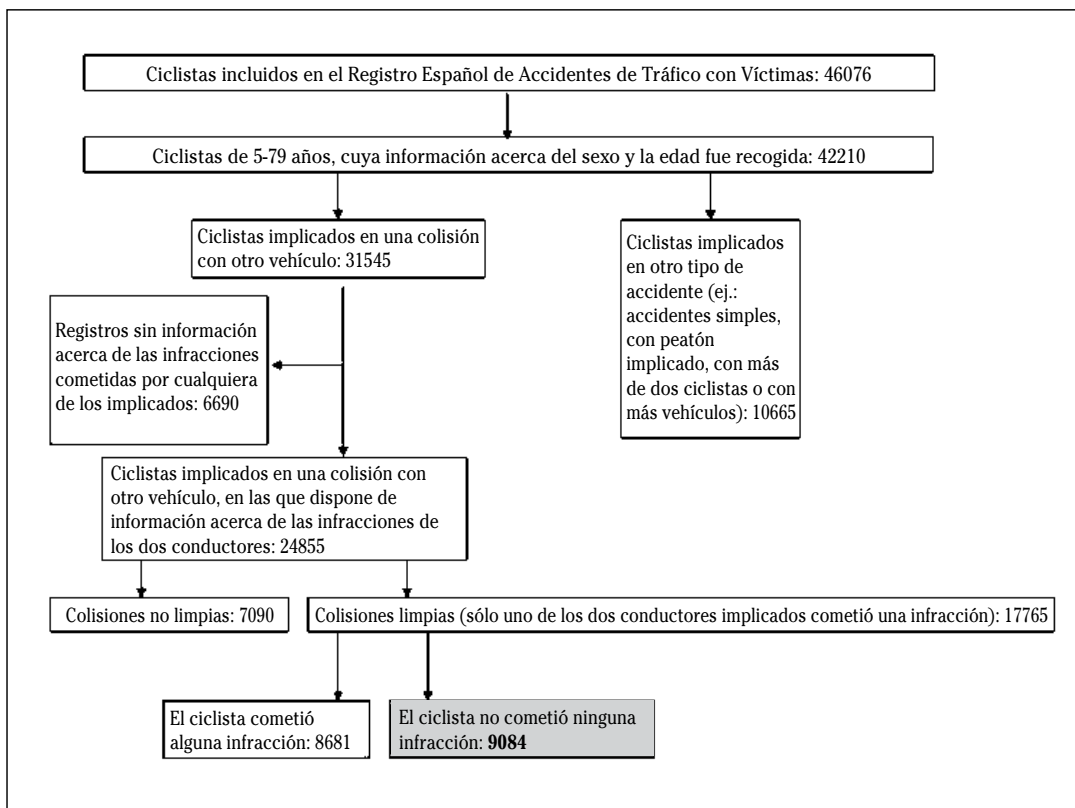 Ciclistas incluidos en el Registro Español de Accidentes de Tráfico con Víctimas: 46076
Ciclistas de 5-79 años, cuya información acerca del sexo y la edad fue recogida: 42210
Ciclistas implicados en una colisión
con otro vehículo: 31545
Ciclistas implicados
en otro tipo de
accidente (ej.:
accidentes simples,
con peatón
implicado, con más
de dos ciclistas o con
más vehículos): 10665
Registros sin información
acerca de las infracciones
cometidas por cualquiera
de los implicados: 6690
Ciclistas implicados en una colisión con
otro vehículo, en las que dispone de
información acerca de las infracciones de
los dos conductores: 24855
Colisiones no limpias: 7090
Colisiones limpias (sólo uno de los dos conductores implicados cometió una infracción): 17765
El ciclista cometió
alguna infracción: 8681
El ciclista no cometió ninguna
infracción: 9084